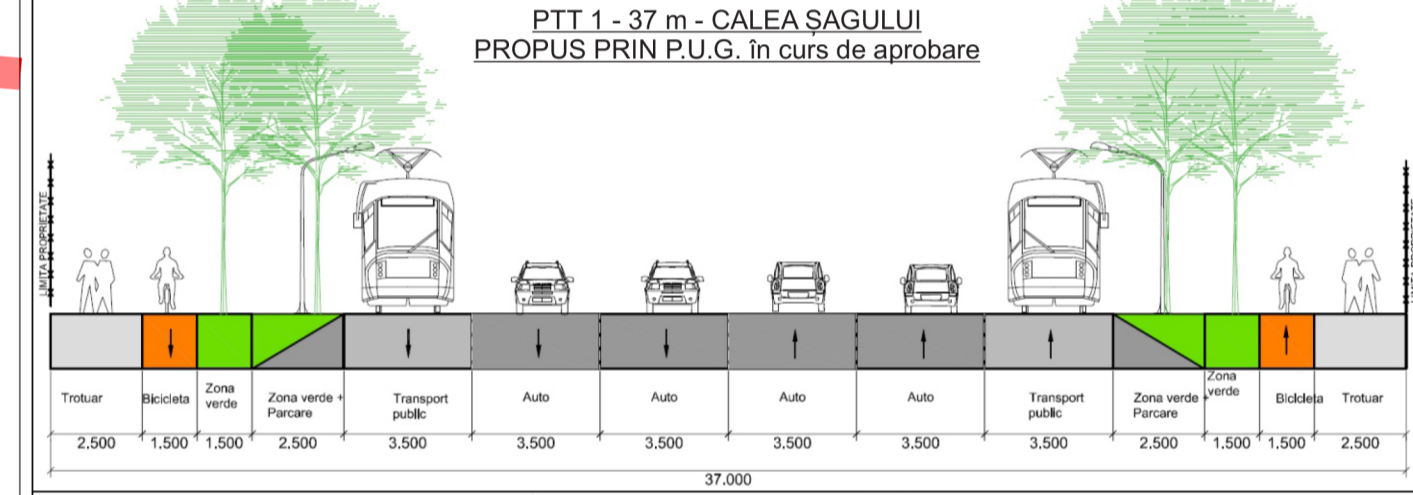 PTT 1 - 37 m - CALEA ȘAGULUI
PROPUS PRIN P.U.G. în curs de aprobare
LIMITA PROPRIETATE
Trotuar
Bicicleta
Zona
verde
Zona verde +
Parcare
Transport
public
Auto
Auto
Auto
Auto
Transport
public
Zona verde +
Parcare
Zona
verde
Bicicleta
Trotuar
2.500 1.500 1.500 2.500 3.500 3.500 3.500 3.500 3.500 3.500 2.500 1.500 1.500 2.500
37.000